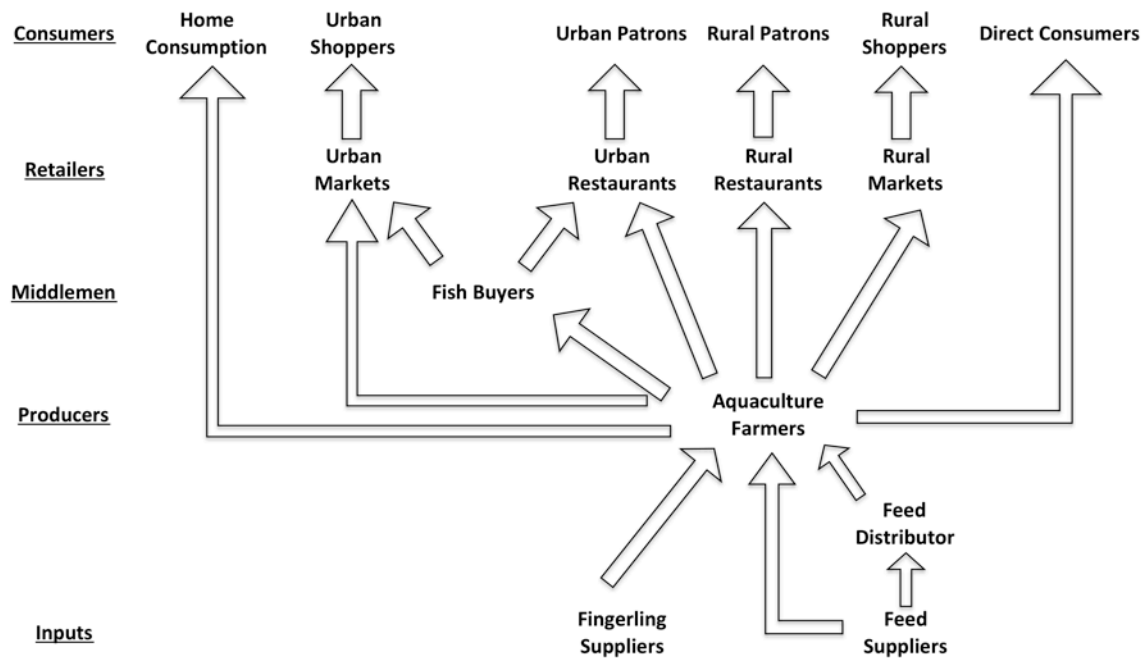 Consumers
Home
Consumption
Urban
Shoppers
Urban Patrons
Rural Patrons
Rural
Shoppers
Direct Consumers
Retailers
Urban
Markets
Urban
Restaurants
Rural
Restaurants
Rural
Markets
Middlemen
Fish Buyers
Producers
Aquaculture
Farmers
Feed
Distributor
Inputs
Fingerling
Suppliers
Feed
Suppliers